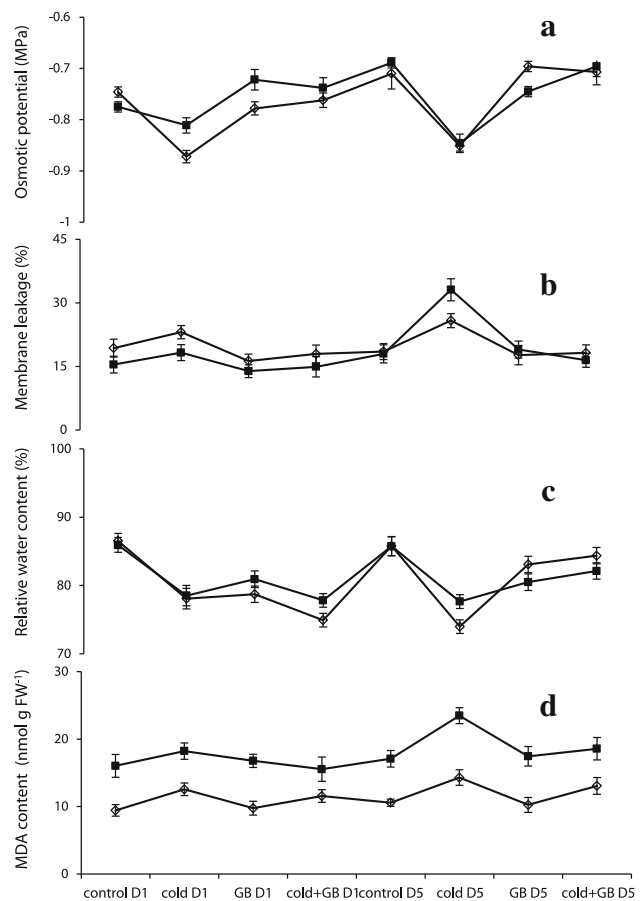 -0.6
-0.7
-0.8
-0.9
-1
Osmotic potential (MPa)
a
45
30
15
0
Membrane leakage (%)
b
100
90
80
70
Relative water content (%)
c
30
20
10
0
MDA content (nmol g FW⁻¹)
d
control D1 cold D1 GB D1 cold+GB D1 control D5 cold D5 GB D5 cold+GB D5